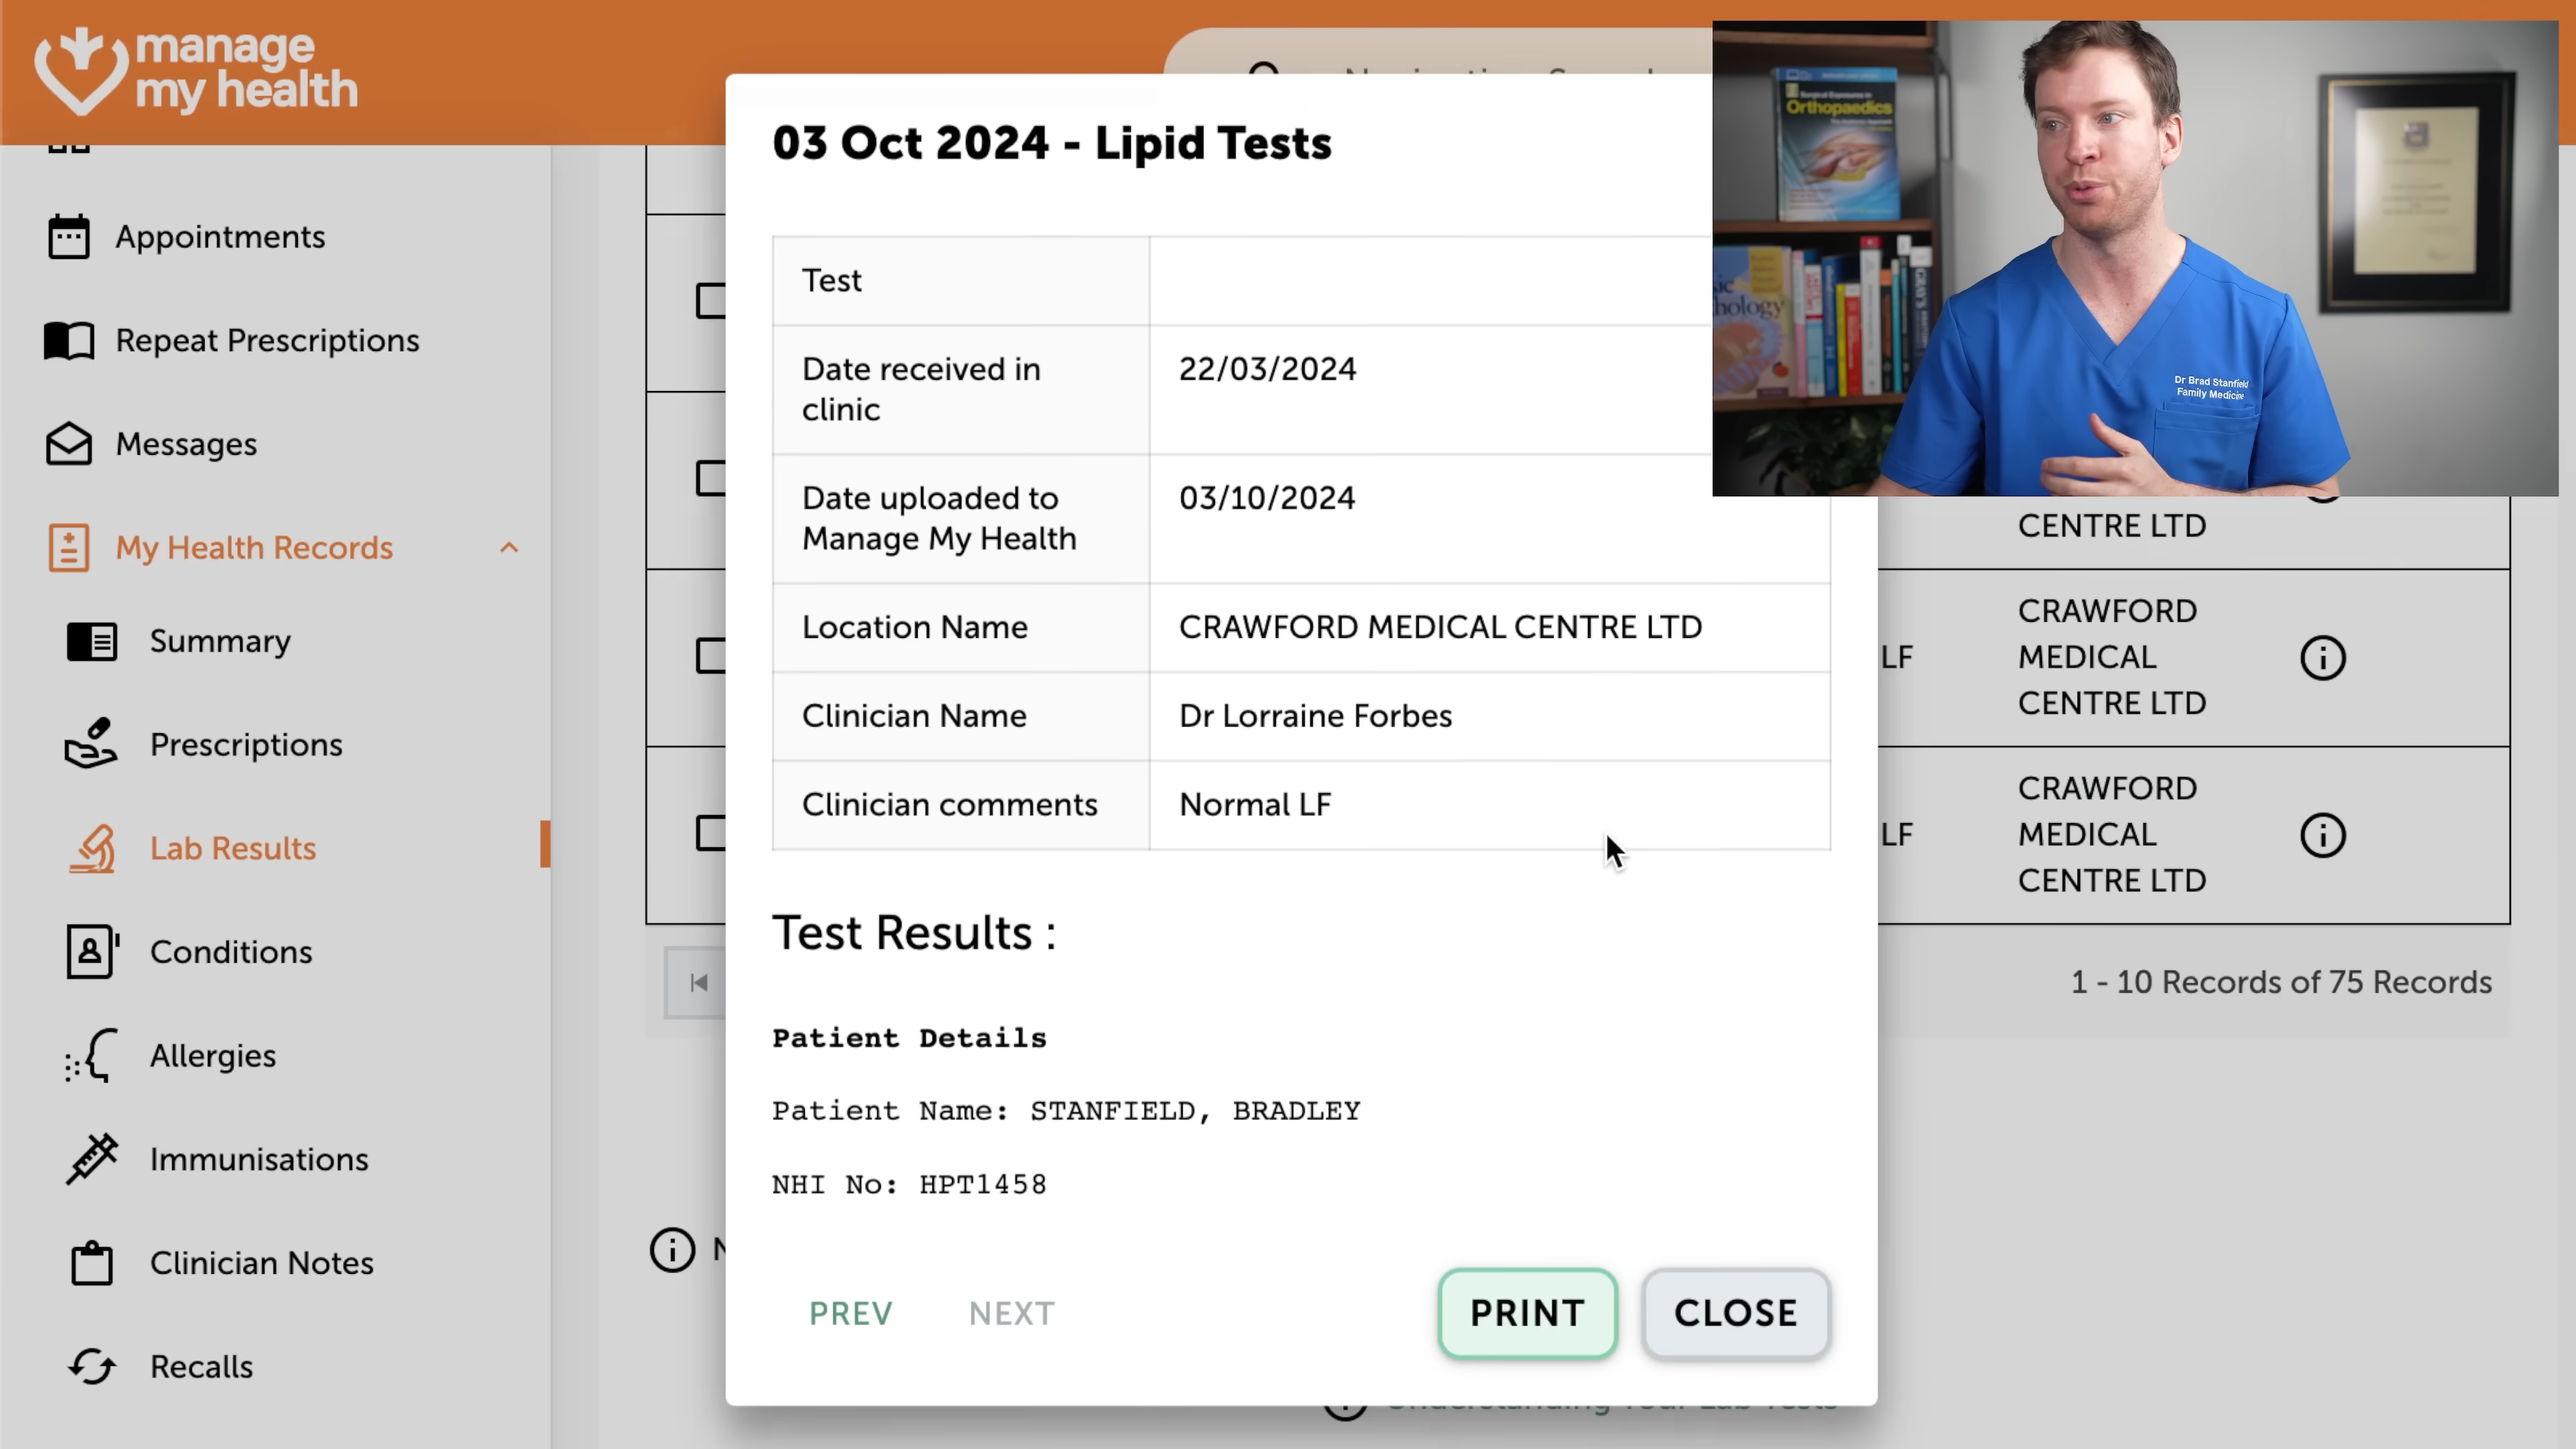 manage
my health
03 Oct 2024 - Lipid Tests
Test
Date received in
clinic
22/03/2024
Date uploaded to
Manage My Health
03/10/2024
Location Name
CRAWFORD MEDICAL CENTRE LTD
Clinician Name
Dr Lorraine Forbes
Clinician comments
Normal LF
Test Results :
Patient Details
Patient Name: STANFIELD, BRADLEY
NHI No: HPT1458
PREV
NEXT
PRINT
CLOSE
Appointments
Repeat Prescriptions
Messages
My Health Records
Summary
Prescriptions
Lab Results
Conditions
Allergies
Immunisations
Clinician Notes
Recalls
Orthopaedics
Dr Brad Stanfield
Family Medicine
CENTRE LTD
LF
CRAWFORD
MEDICAL
CENTRE LTD
LF
CRAWFORD
MEDICAL
CENTRE LTD
1 - 10 Records of 75 Records